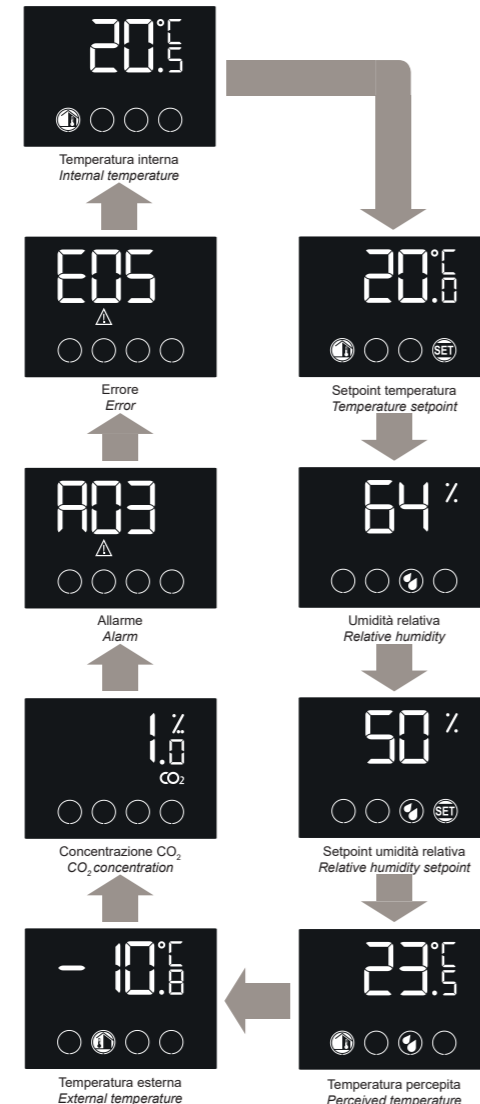 20.5 °C
Temperatura interna
Internal temperature
20.0 °C
SET
Setpoint temperatura
Temperature setpoint
64 %
Umidità relativa
Relative humidity
50 %
SET
Setpoint umidità relativa
Relative humidity setpoint
23.5 °C
Temperatura percepita
Perceived temperature
-10.8 °C
Temperatura esterna
External temperature
1.0 %
CO₂
Concentrazione CO₂
CO₂ concentration
A03
Allarme
Alarm
E05
Errore
Error